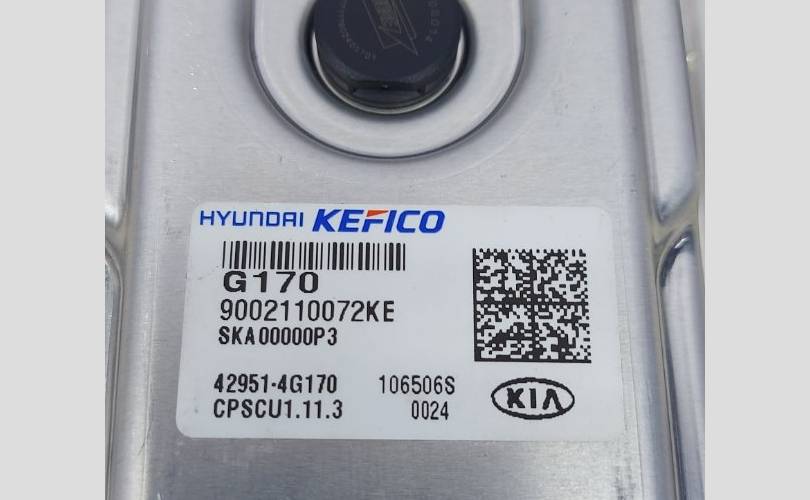 HYUNDAI KEFICO
G170
9002110072KE
SKA00000P3
42951-4G170 106506S
CPSCU1.11.3 0024
KIA